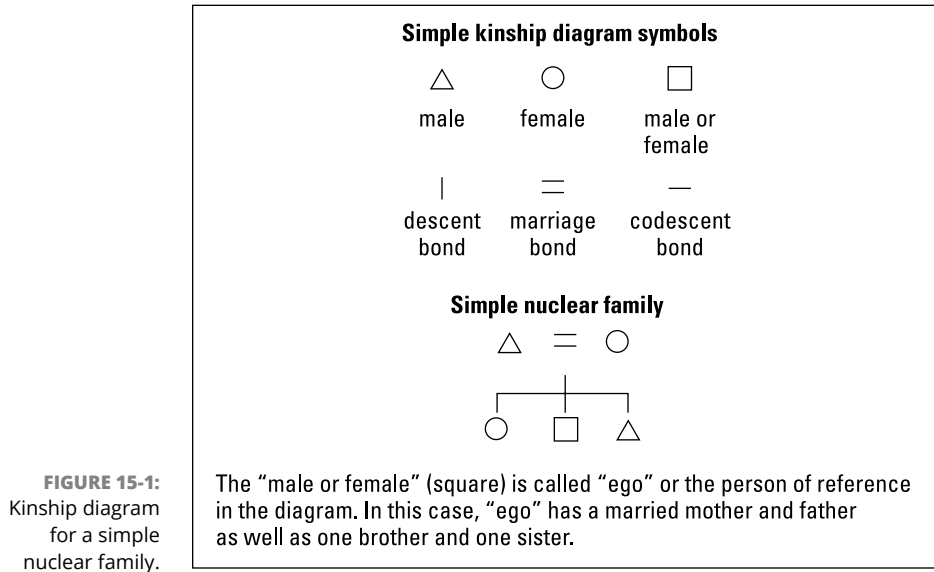 Simple kinship diagram symbols
male
female
male or
female
descent
bond
marriage
bond
codescent
bond
Simple nuclear family
The “male or female” (square) is called “ego” or the person of reference
in the diagram. In this case, “ego” has a married mother and father
as well as one brother and one sister.
FIGURE 15-1:
Kinship diagram
for a simple
nuclear family.